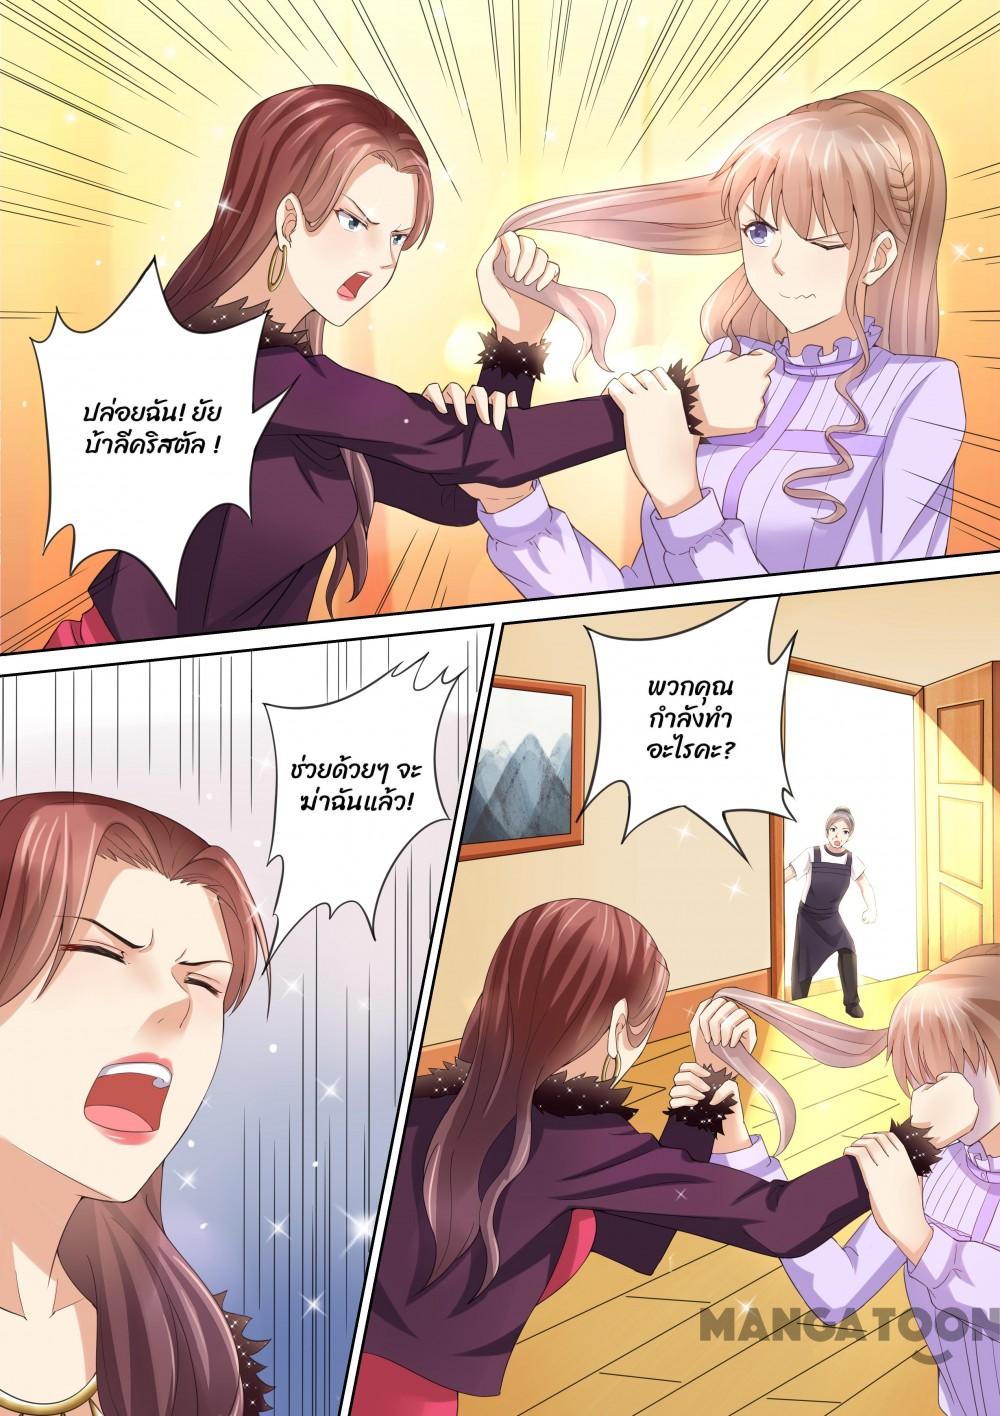 ปล่อยฉัน! ยัย
บ้าลีคริสตัล !
ช่วยด้วยๆ จะ
ฆ่าฉันแล้ว!
พวกคุณ
กำลังทำ
อะไรคะ?
MANGATOON